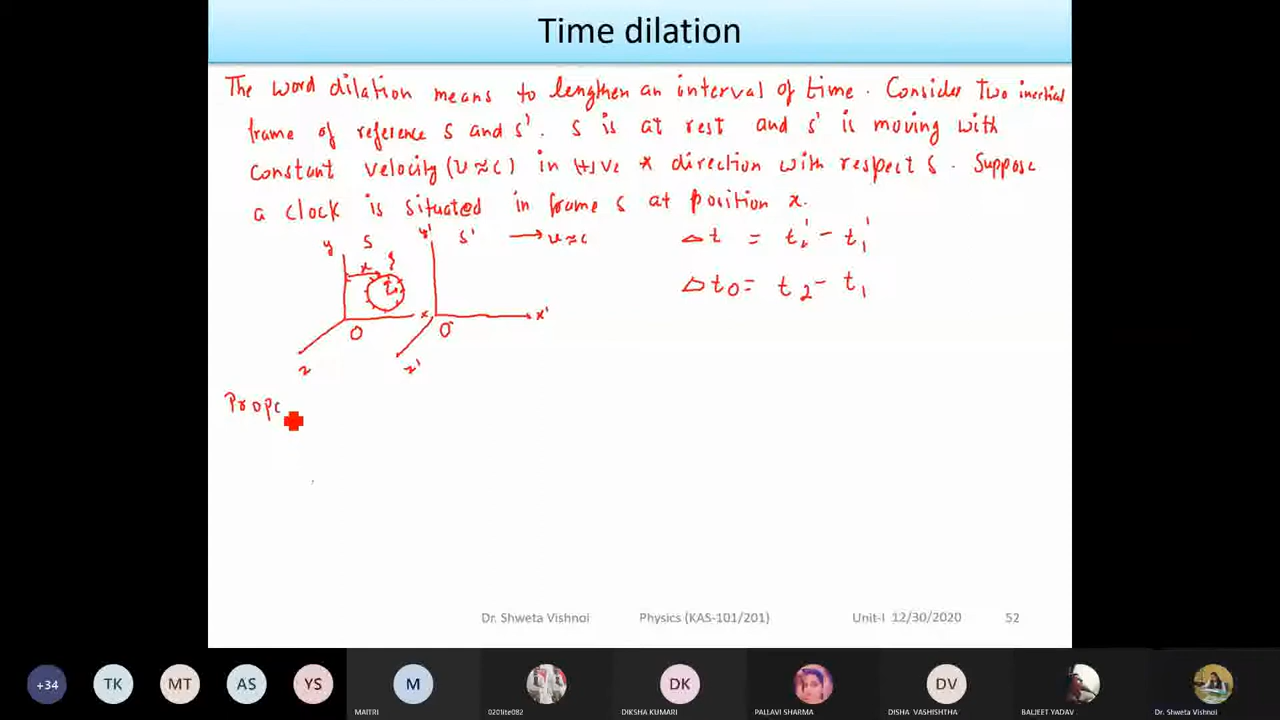 Time dilation
The word dilation means to lengthen an interval of time. Consider Two inertial
frame of reference S and S'. S is at rest and S' is moving with
constant velocity (v≈c) in (+)ve x direction with respect S. Suppose
a clock is situated in frame S at position x.
y S y' S' → v≈c Δt = t2' - t1'
x Δt0 = t2 - t1
t0
x x'
O O'
z z'
Propo
Dr. Shweta Vishnoi Physics (KAS-101/201) Unit-I 12/30/2020 52
+34 TK MT AS YS M DK DV
MAITRI 0201ite082 DIKSHA KUMARI PALLAVI SHARMA DISHA VASHISHTHA BALJEET YADAV Dr. Shweta Vishnoi